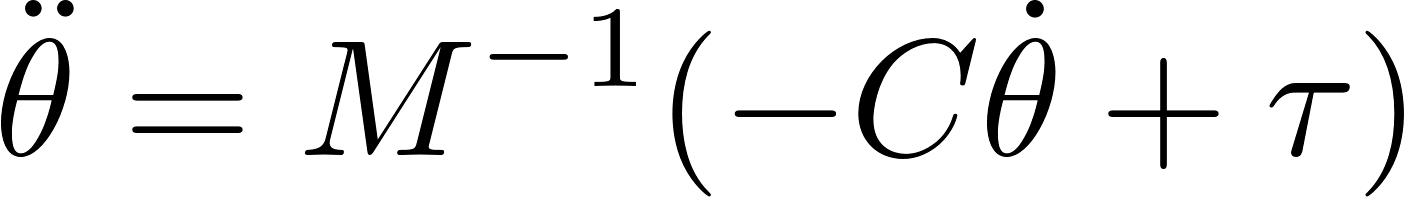 θ̈ = M⁻¹(−Cθ̇ + τ)